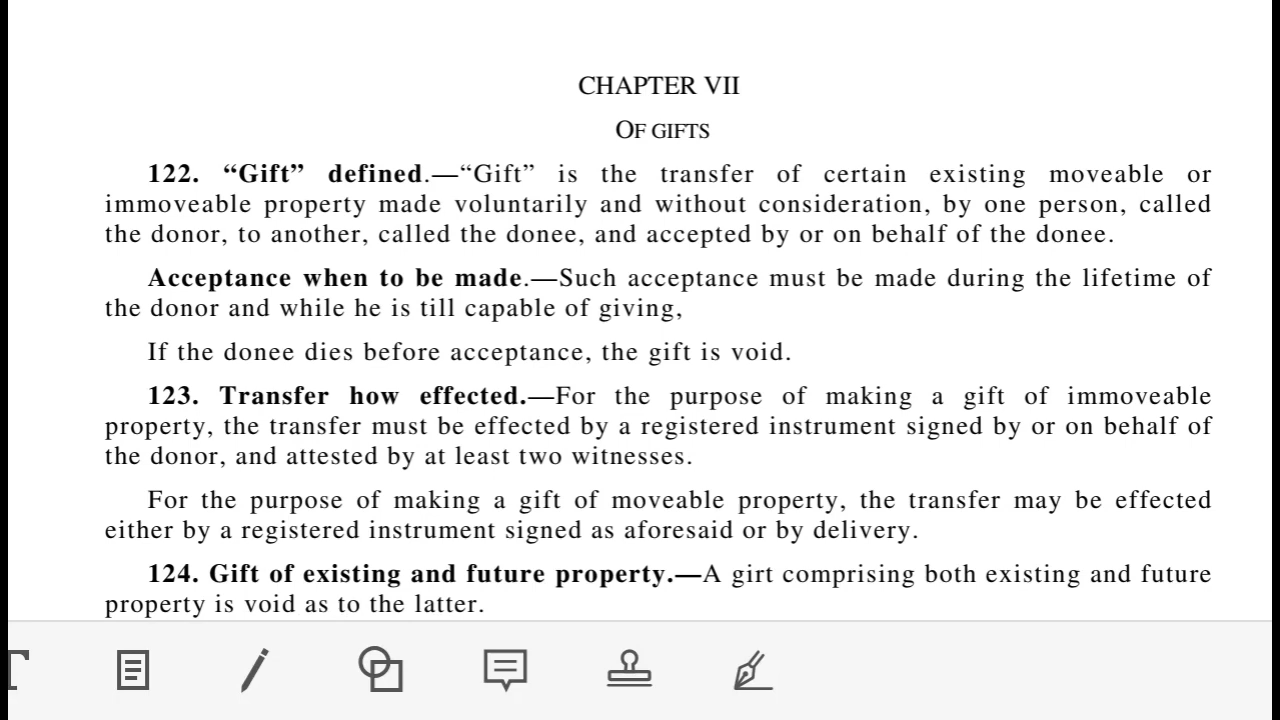 CHAPTER VII
OF GIFTS
122. “Gift” defined.—“Gift” is the transfer of certain existing moveable or
immoveable property made voluntarily and without consideration, by one person, called
the donor, to another, called the donee, and accepted by or on behalf of the donee.
Acceptance when to be made.—Such acceptance must be made during the lifetime of
the donor and while he is till capable of giving,
If the donee dies before acceptance, the gift is void.
123. Transfer how effected.—For the purpose of making a gift of immoveable
property, the transfer must be effected by a registered instrument signed by or on behalf of
the donor, and attested by at least two witnesses.
For the purpose of making a gift of moveable property, the transfer may be effected
either by a registered instrument signed as aforesaid or by delivery.
124. Gift of existing and future property.—A girt comprising both existing and future
property is void as to the latter.
T